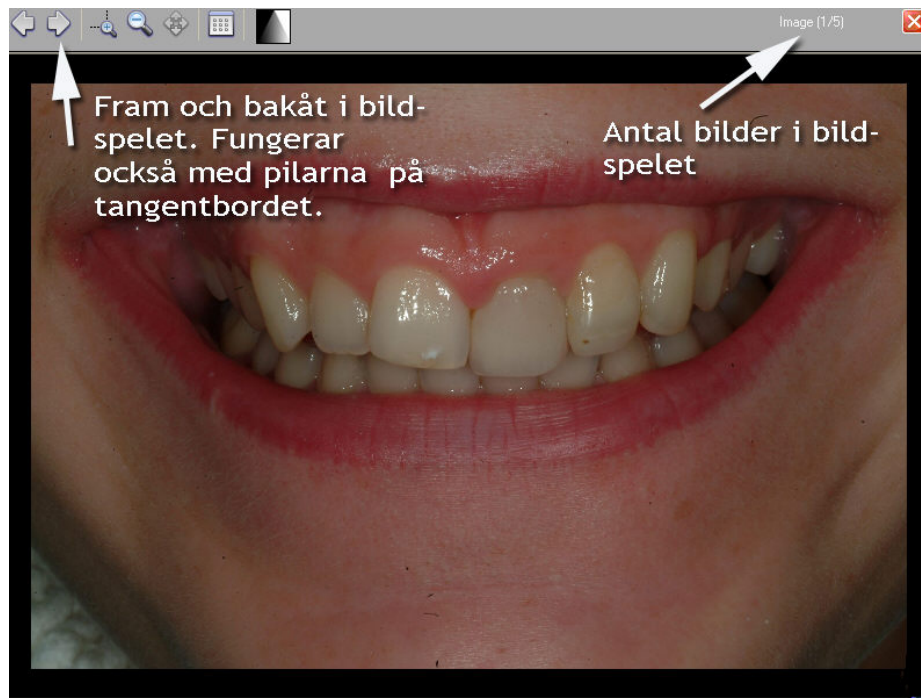 Image (1/5)
Fram och bakåt i bild-
spelet. Fungerar
också med pilarna på
tangentbordet.
Antal bilder i bild-
spelet